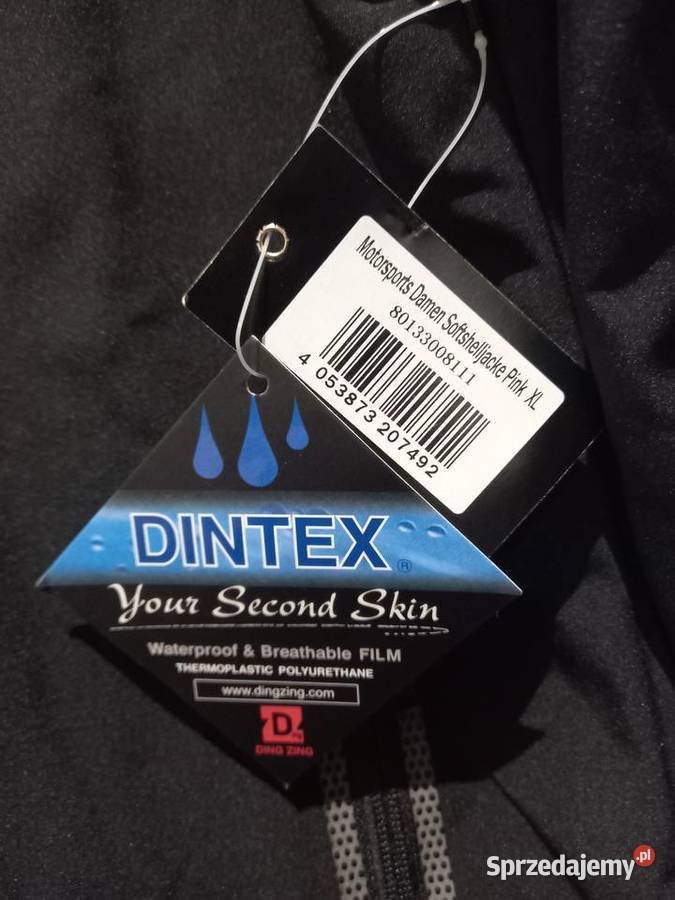 Motorsports Damen Softshelljacke Pink XL
80133008111
4 053873 207492
DINTEX ®
Your Second Skin
Waterproof & Breathable FILM
THERMOPLASTIC POLYURETHANE
www.dingzing.com
D
DING ZING
Sprzedajemy.pl